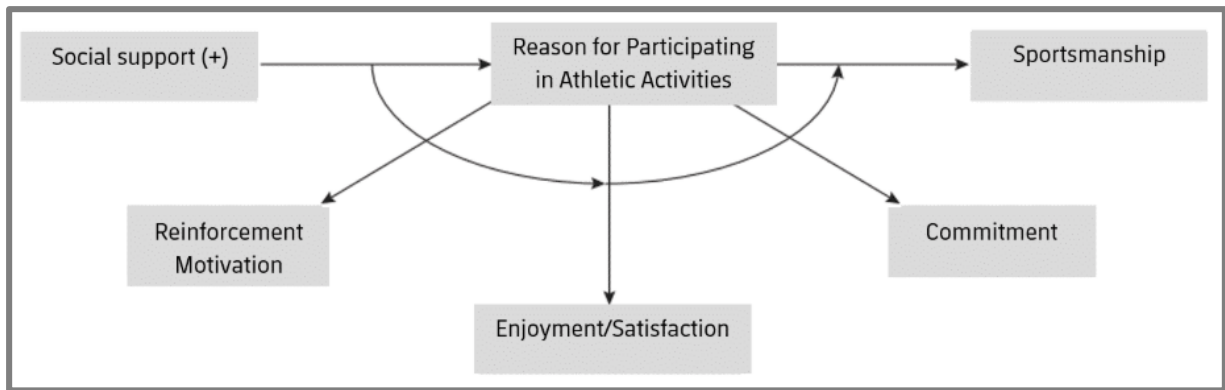 Social support (+)
Reason for Participating
in Athletic Activities
Sportsmanship
Reinforcement
Motivation
Commitment
Enjoyment/Satisfaction